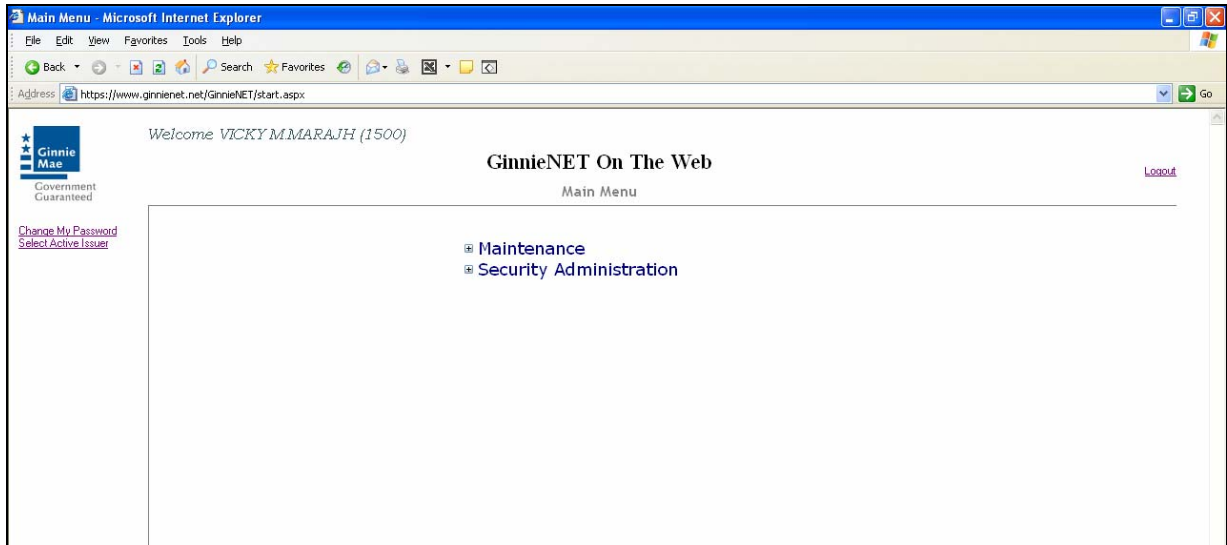 Main Menu - Microsoft Internet Explorer
File Edit View Favorites Tools Help
Back Search Favorites
Address https://www.ginnienet.net/GinnieNET/start.aspx Go
Ginnie
Mae
Government
Guaranteed
Welcome VICKY M.MARAJH (1500)
GinnieNET On The Web
Logout
Main Menu
Change My Password
Select Active Issuer
Maintenance
Security Administration